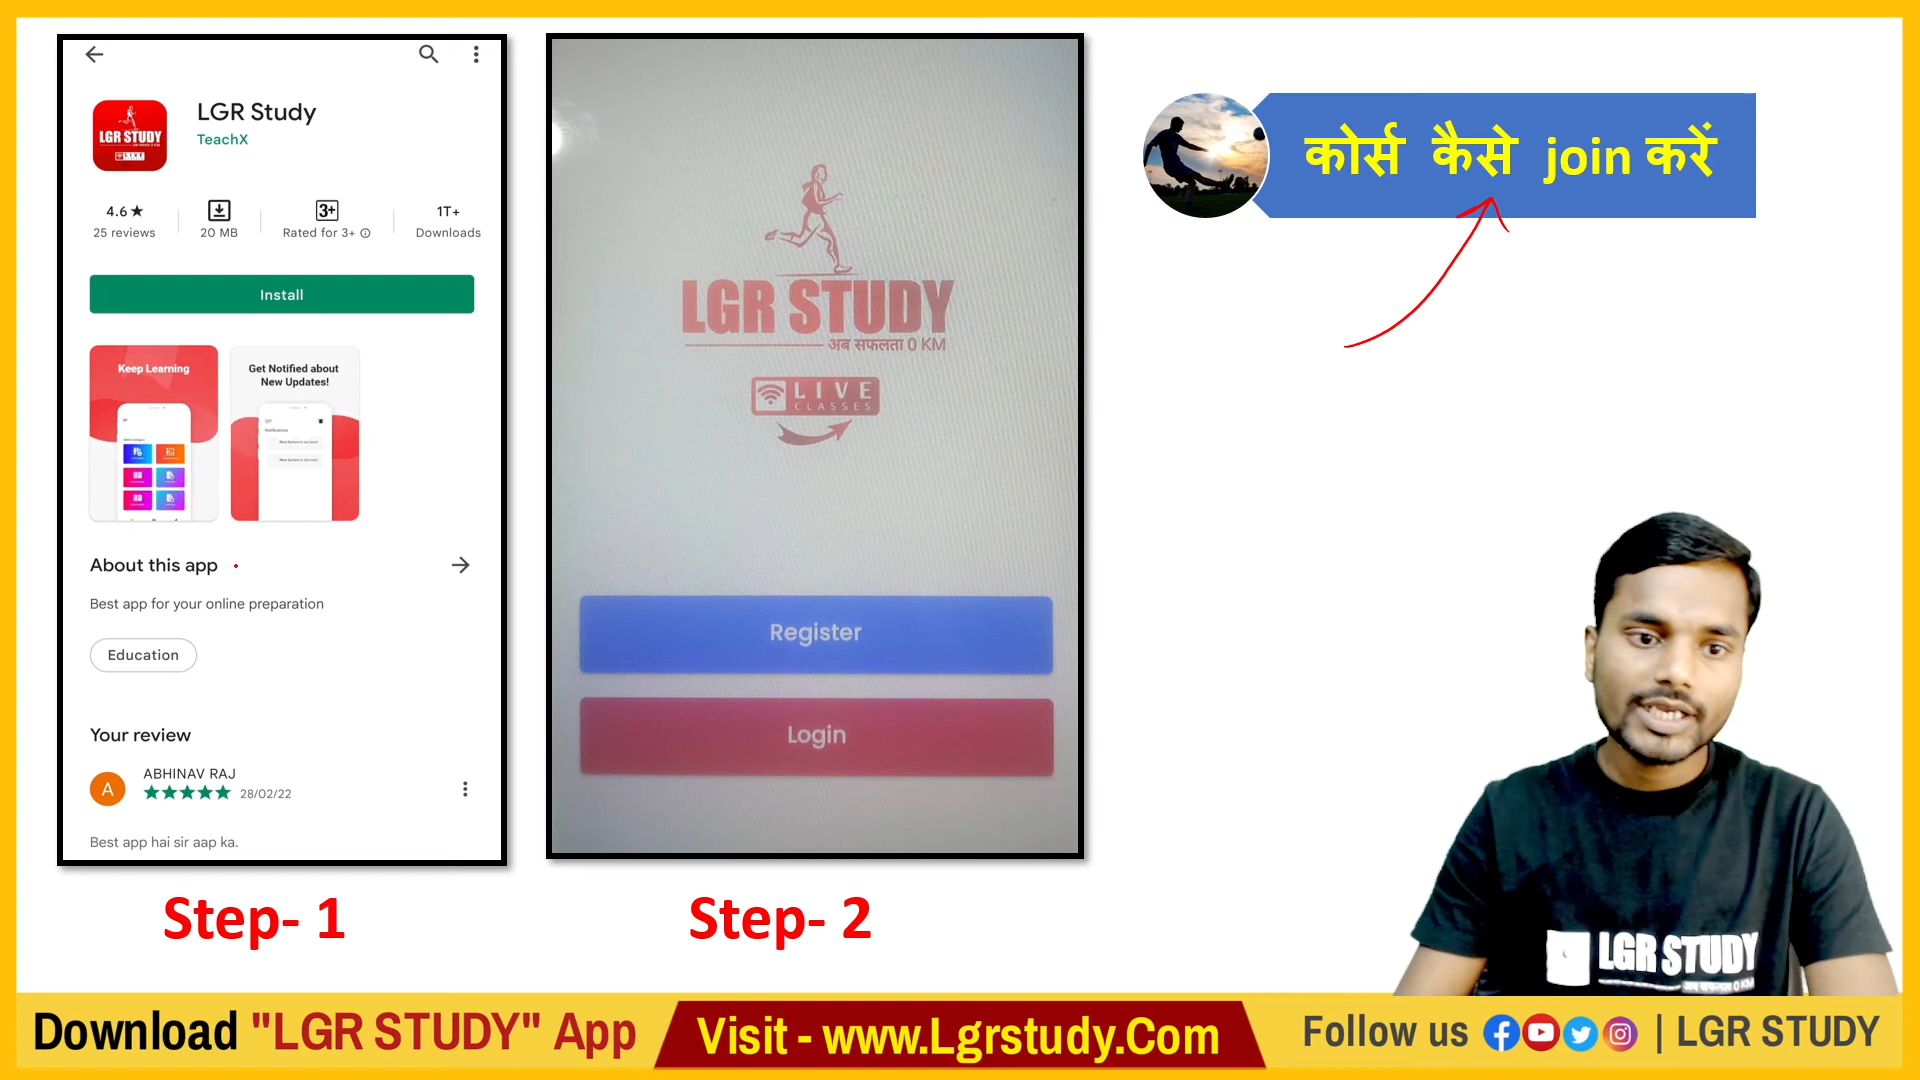 LGR Study
TeachX
LGR STUDY
LIVE
4.6★
25 reviews
20 MB
3+
Rated for 3+
1T+
Downloads
Install
Keep Learning
Get Notified about
New Updates!
Notifications
About this app
Best app for your online preparation
Education
Your review
A
ABHINAV RAJ
★★★★★ 28/02/22
Best app hai sir aap ka.
Step- 1
LGR STUDY
अब सफलता 0 KM
LIVE
CLASSES
Register
Login
Step- 2
कोर्स कैसे join करें
LGR STUDY
Download "LGR STUDY" App
Visit - www.Lgrstudy.Com
Follow us | LGR STUDY